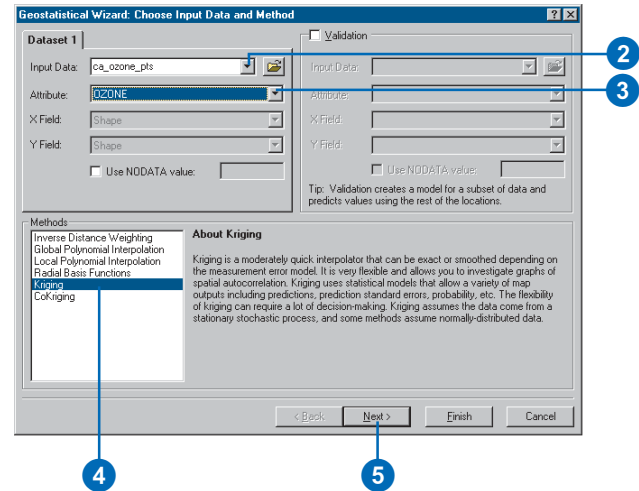 Geostatistical Wizard: Choose Input Data and Method
Dataset 1
Input Data: ca_ozone_pts
Attribute: OZONE
X Field: Shape
Y Field: Shape
Use NODATA value:
Validation
Input Data:
Attribute:
X Field:
Y Field:
Use NODATA value:
Tip: Validation creates a model for a subset of data and
predicts values using the rest of the locations.
2
3
Methods
Inverse Distance Weighting
Global Polynomial Interpolation
Local Polynomial Interpolation
Radial Basis Functions
Kriging
CoKriging
About Kriging
Kriging is a moderately quick interpolator that can be exact or smoothed depending on
the measurement error model. It is very flexible and allows you to investigate graphs of
spatial autocorrelation. Kriging uses statistical models that allow a variety of map
outputs including predictions, prediction standard errors, probability, etc. The flexibility
of kriging can require a lot of decision-making. Kriging assumes the data come from a
stationary stochastic process, and some methods assume normally-distributed data.
< Back Next > Finish Cancel
4
5